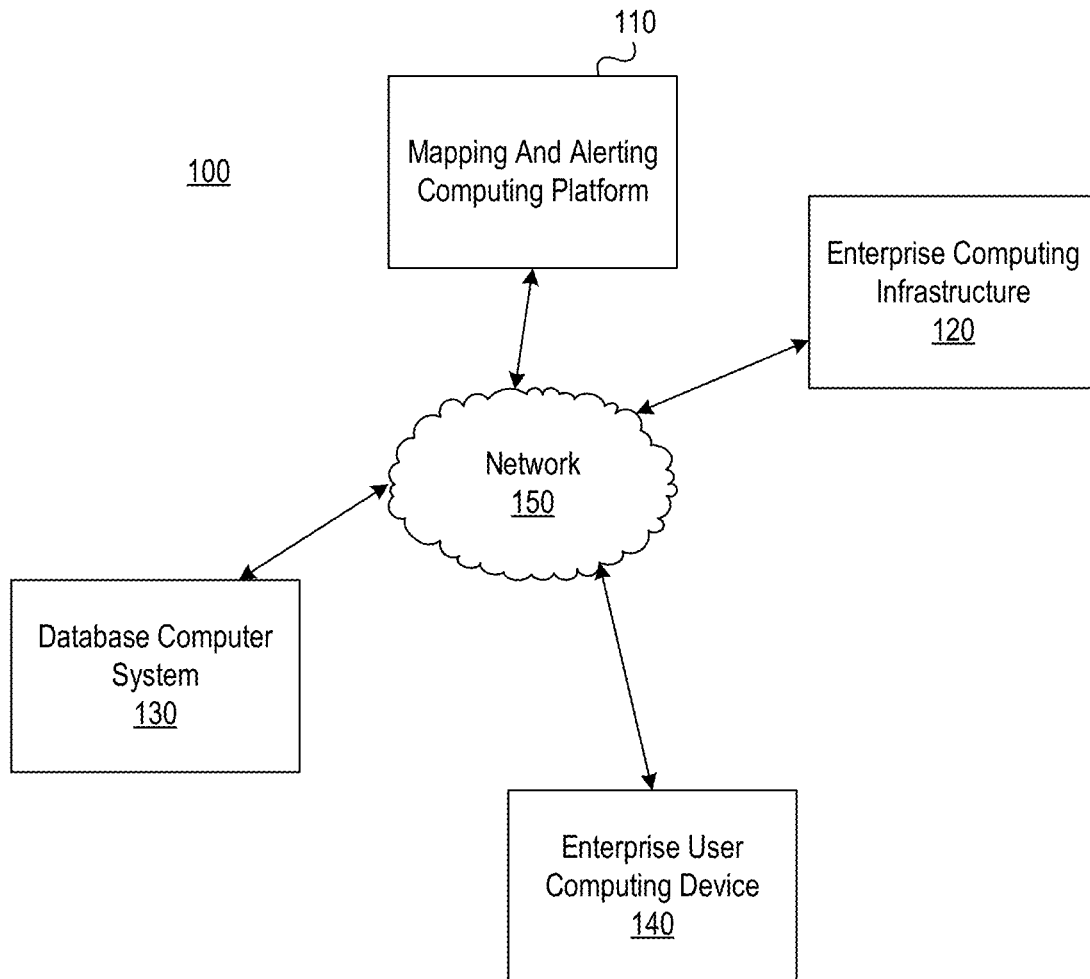 110
Mapping And Alerting
Computing Platform
100
Enterprise Computing
Infrastructure
120
Network
150
Database Computer
System
130
Enterprise User
Computing Device
140